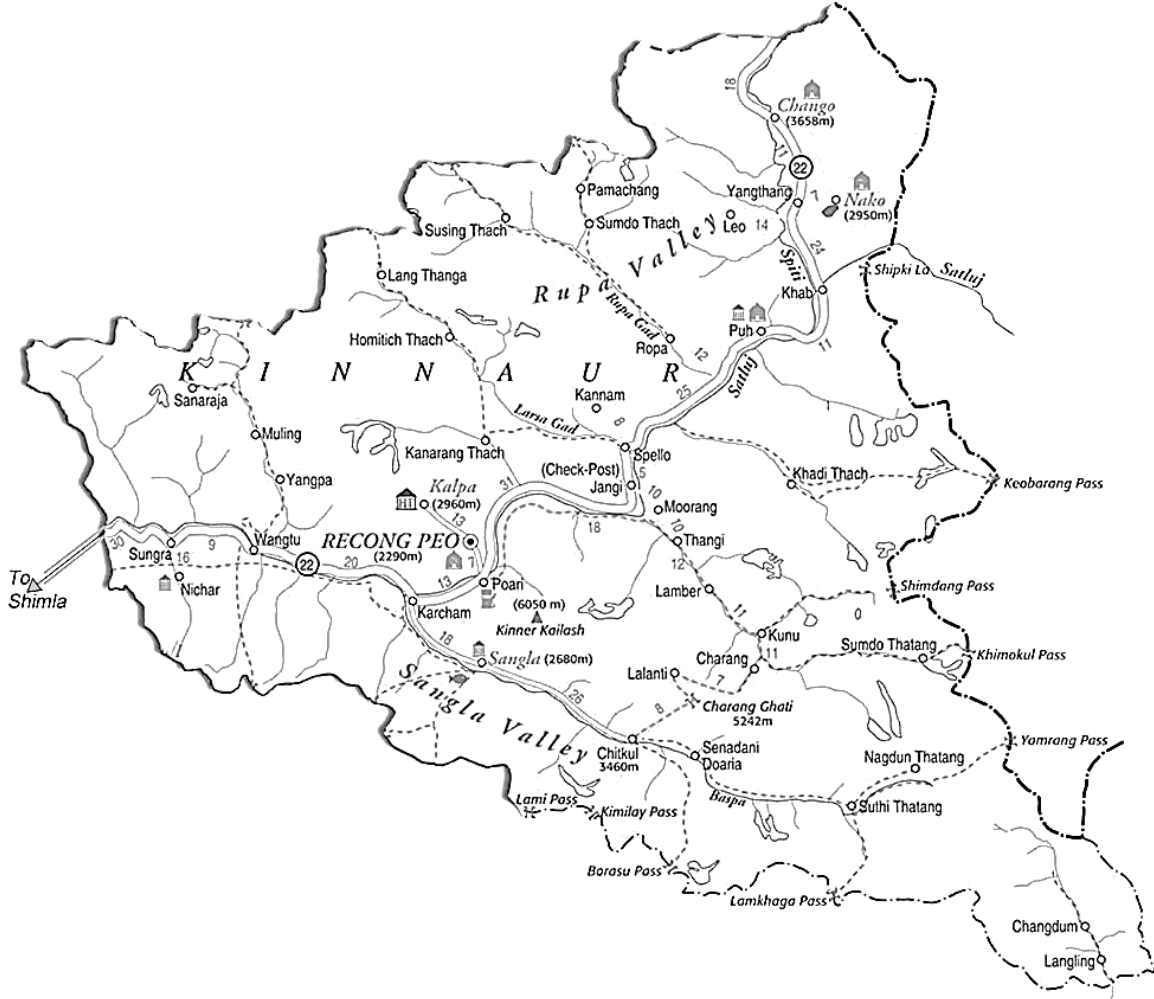 18
Chango
(3658m)
11
22
Pamachang
Yangthang
7
Nako
(2950m)
Susing Thach
Sumdo Thach
Leo
14
24
Spiti
Lang Thanga
Rupa Valley
Shipki La
Satluj
Khab
Rupa Gad
Homitich Thach
Ropa
12
Puh
11
Satluj
KINNAUR
25
Sanaraja
Kannam
8
Larsa Gad
Muling
Kanarang Thach
Spello
(Check-Post)
5
Jangi
Khadi Thach
Keobarang Pass
Yangpa
Kalpa
(2960m)
HI
31
10
Moorang
13
18
10
RECONG PEO
(2290m)
7
Thangi
12
30
Sungra
9
Wangtu
22
20
To
Shimla
16
Nichar
13
Poari
Karcham
(6050 m)
Kinner Kailash
Lamber
11
0
Shimdang Pass
Kunu
18
Sangla (2680m)
Charang
11
Sumdo Thatang
Khimokul Pass
Lalanti
7
Sangla Valley
26
8
Charang Ghati
5242m
Chitkul
3460m
Senadani
Doaria
Yamrang Pass
Nagdun Thatang
Baspa
Suthi Thatang
Lami Pass
Kimilay Pass
Borasu Pass
Lamkhaga Pass
Changdum
Langling